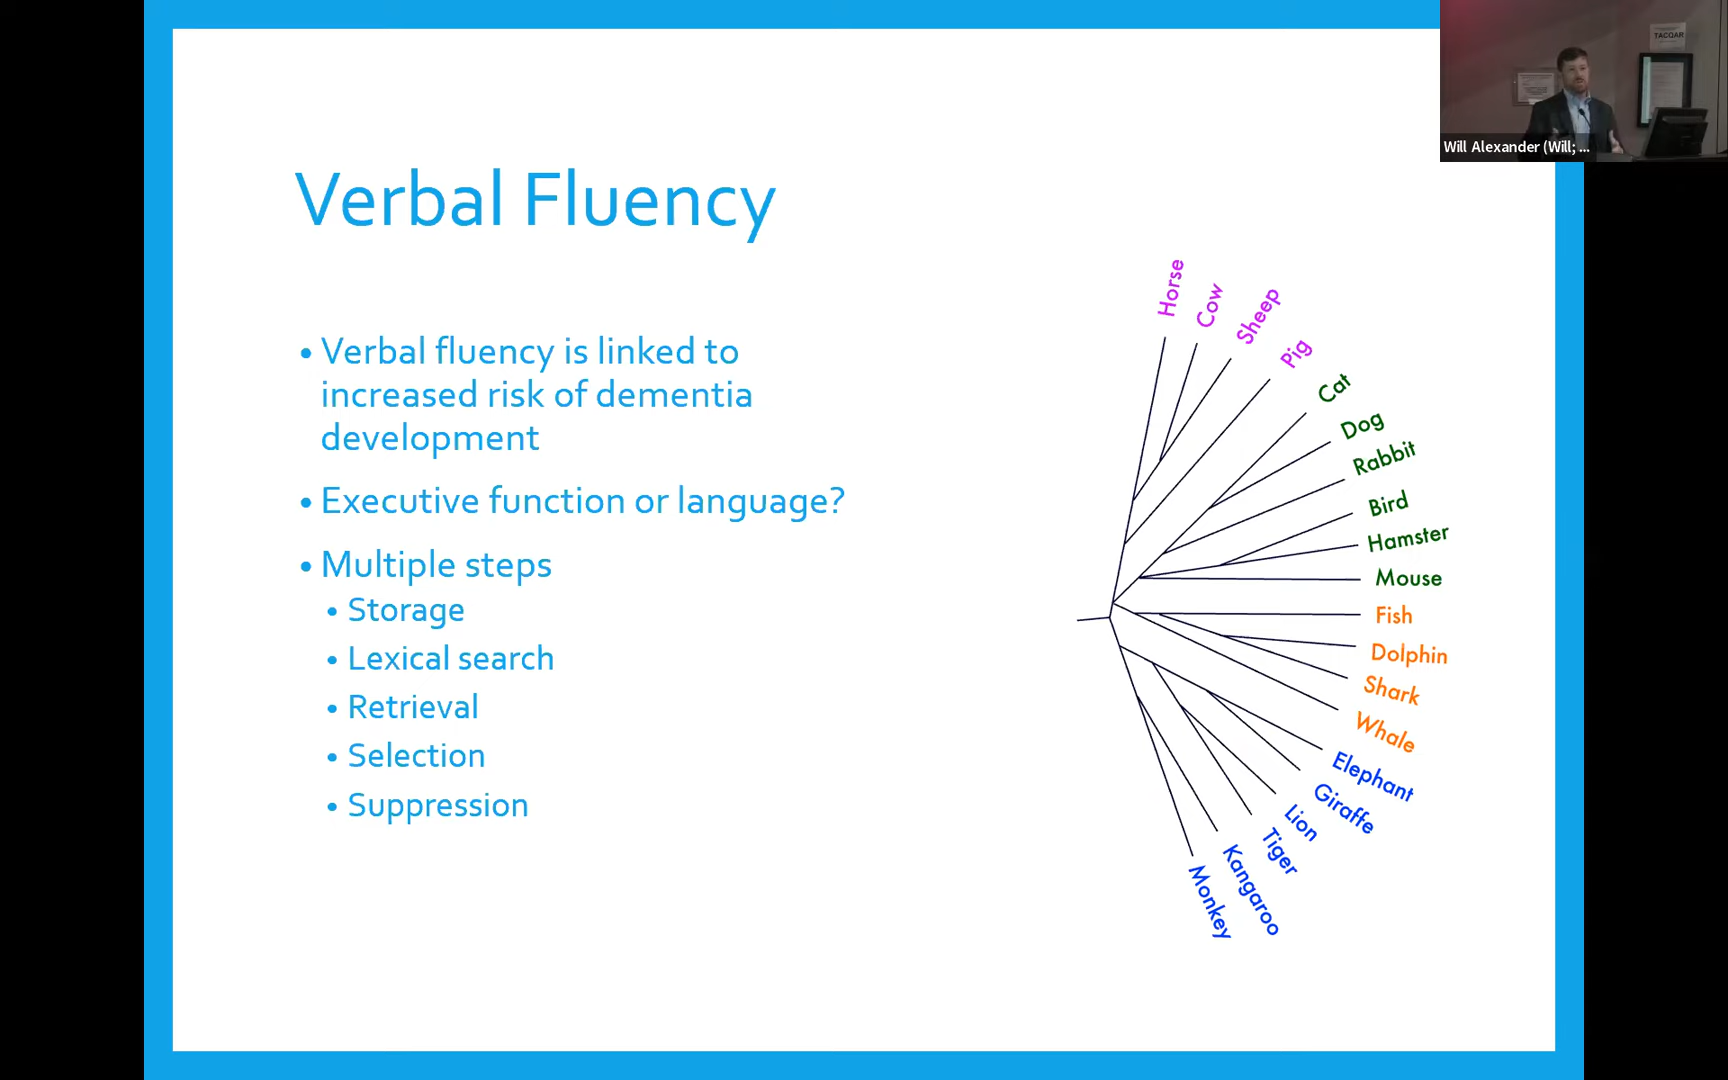 TACQAR
Will Alexander (Will; ...
Verbal Fluency
• Verbal fluency is linked to
increased risk of dementia
development
• Executive function or language?
• Multiple steps
• Storage
• Lexical search
• Retrieval
• Selection
• Suppression
Horse
Cow
Sheep
Pig
Cat
Dog
Rabbit
Bird
Hamster
Mouse
Fish
Dolphin
Shark
Whale
Elephant
Giraffe
Lion
Tiger
Kangaroo
Monkey